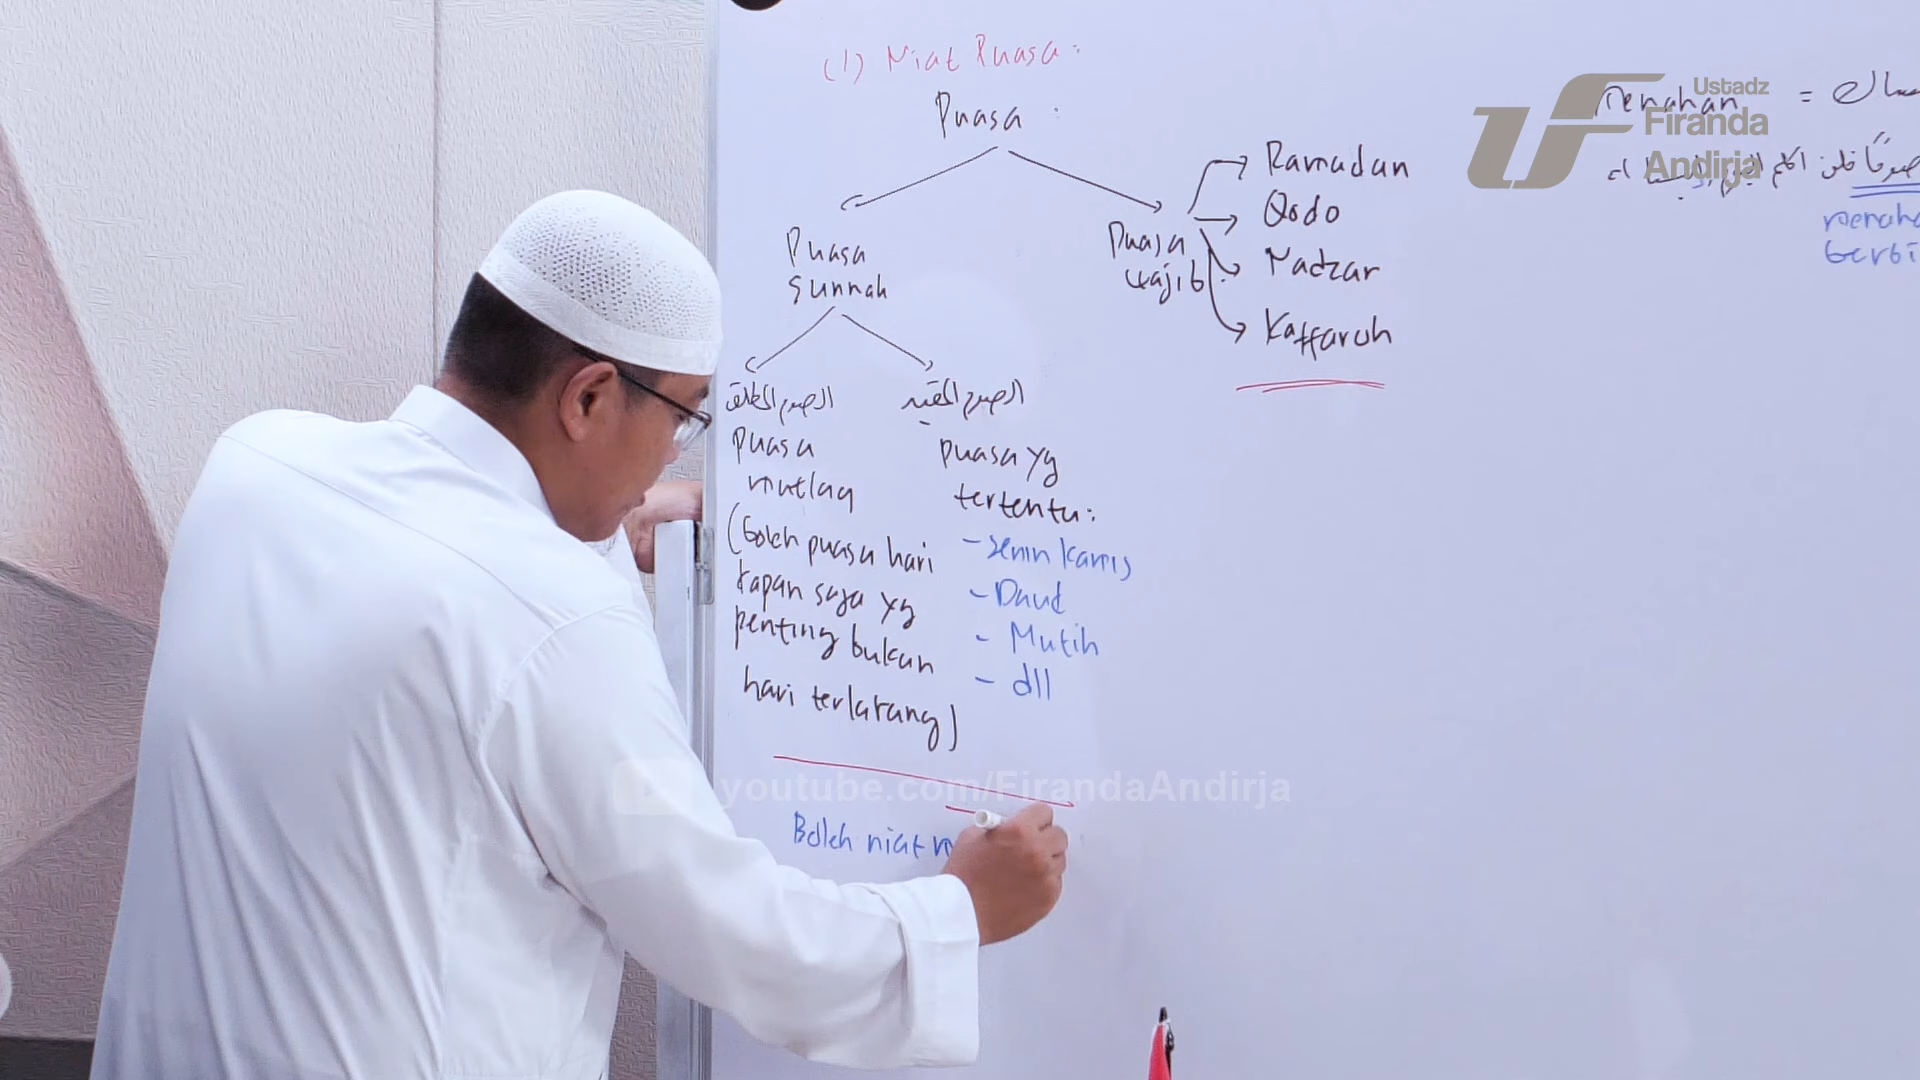 (1) Niat Puasa:
Puasa :
Puasa
Sunnah
Puasa
wajib :
Ramadan
Qodo
Nadzar
Kaffaroh
الصوم المطلق
Puasa
mutlaq
(boleh puasa hari
kapan saja yg
penting bukan
hari terlarang)
الصوم المقيد
puasa yg
tertentu:
- Senin Kamis
- Daud
- Mutih
- dll
Boleh niat
menahan =
Ustadz
Firanda
Andirja
youtube.com/FirandaAndirja